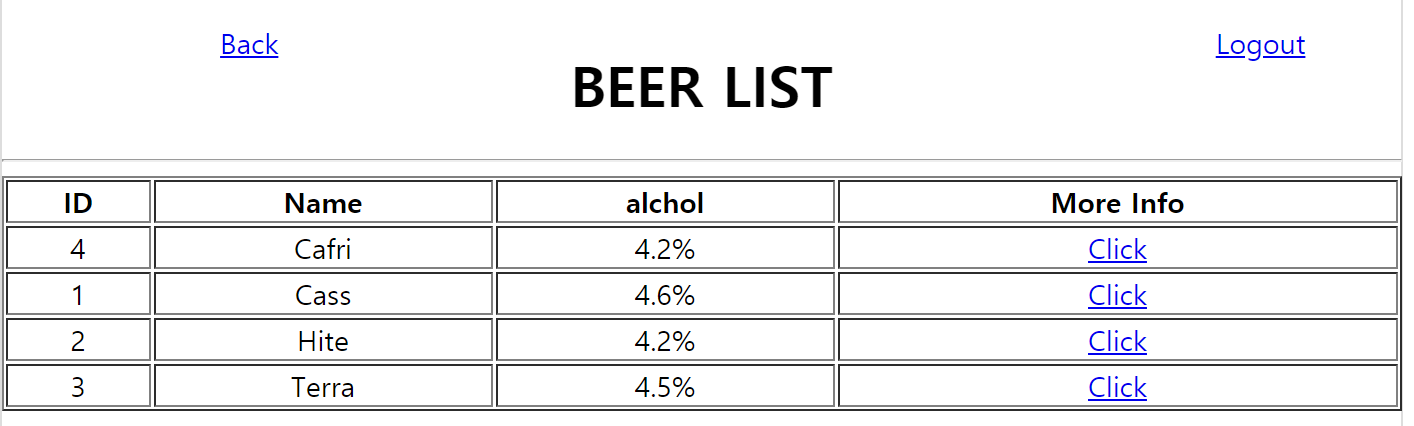 Back Logout
BEER LIST
ID Name alchol More Info
4 Cafri 4.2% Click
1 Cass 4.6% Click
2 Hite 4.2% Click
3 Terra 4.5% Click